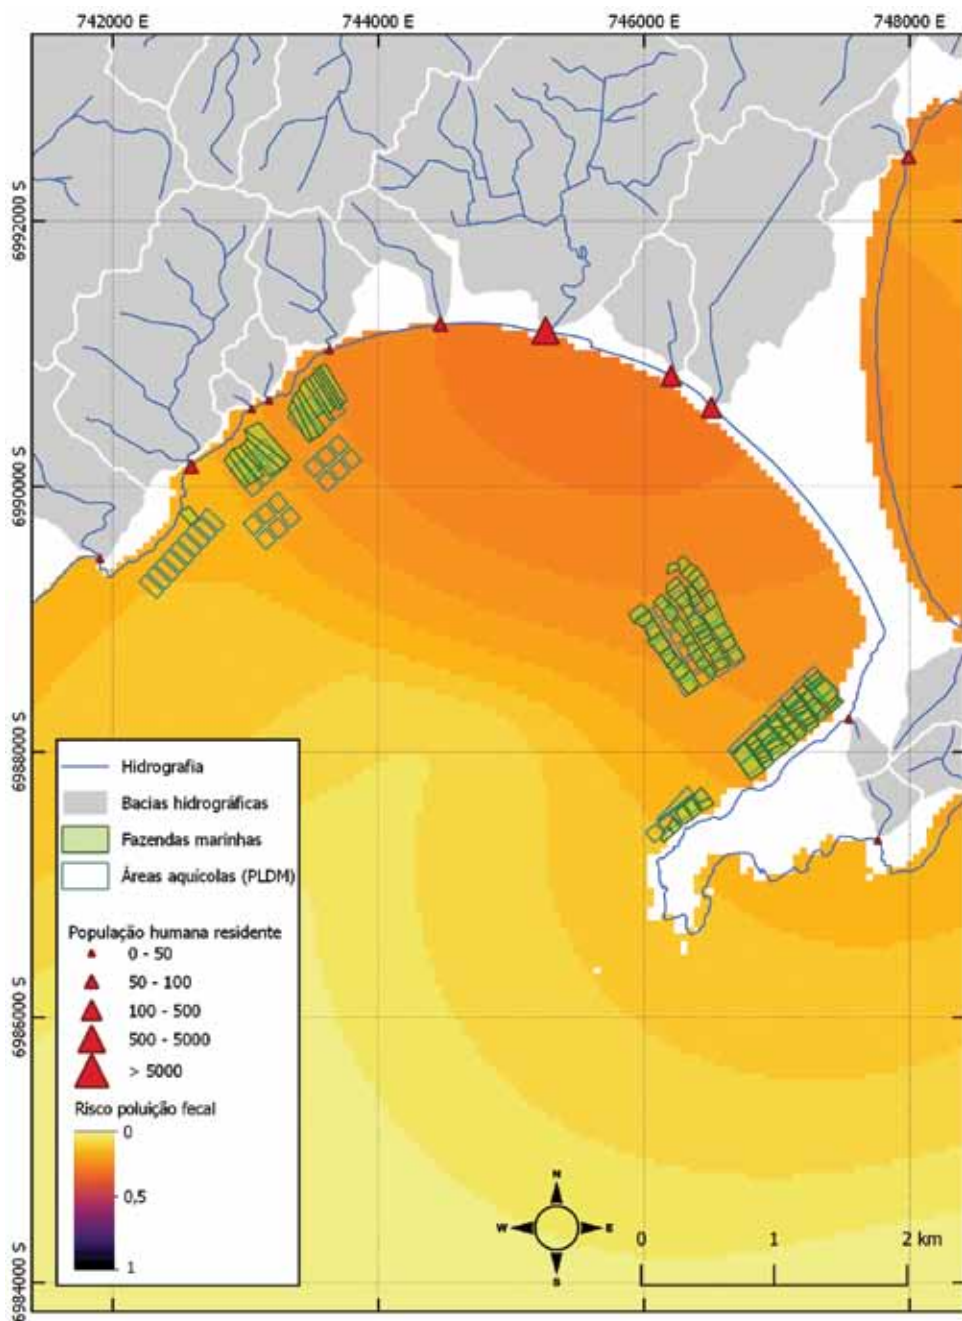 742000 E
744000 E
746000 E
748000 E
6992000 S
6990000 S
6988000 S
6986000 S
6984000 S
Hidrografia
Bacias hidrográficas
Fazendas marinhas
Áreas aquícolas (PLDM)
População humana residente
0 - 50
50 - 100
100 - 500
500 - 5000
> 5000
Risco poluição fecal
0
0,5
1
N
W
E
S
0
1
2 km